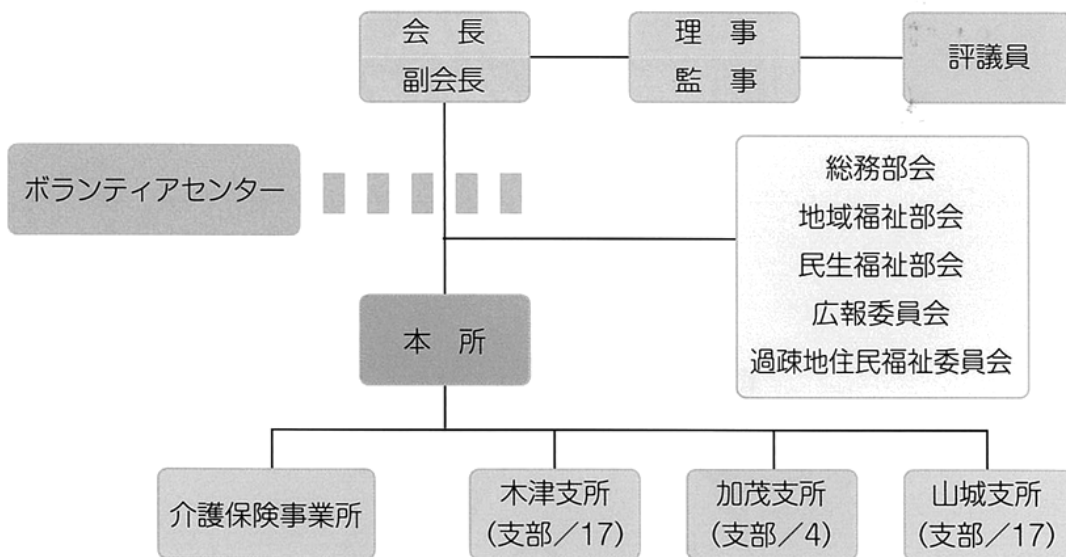 会　長
副会長
理　事
監　事
評議員
ボランティアセンター
総務部会
地域福祉部会
民生福祉部会
広報委員会
過疎地住民福祉委員会
本　所
介護保険事業所
木津支所
(支部／17)
加茂支所
(支部／4)
山城支所
(支部／17)